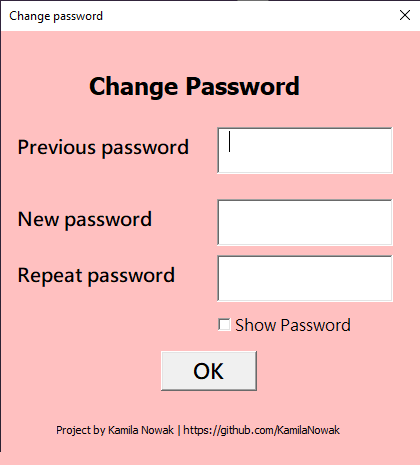 Change password
Change Password
Previous password
New password
Repeat password
Show Password
OK
Project by Kamila Nowak | https://github.com/KamilaNowak